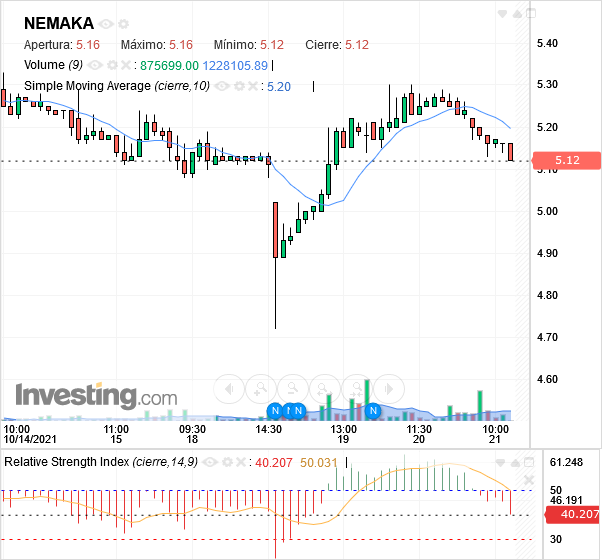 NEMAKA
Apertura: 5.16 Máximo: 5.16 Mínimo: 5.12 Cierre: 5.12
Volume (9) : 875699.00 1228105.89
Simple Moving Average (cierre,10) : 5.20
5.40
5.30
5.20
5.12
5.10
5.00
4.90
4.80
4.70
4.60
Investing.com
N N N N
10:00 11:00 09:30 14:30 13:00 11:30 10:00
10/14/2021 15 18 19 20 21
Relative Strength Index (cierre,14,9) : 40.207 50.031
61.248
50
46.191
40.207
30